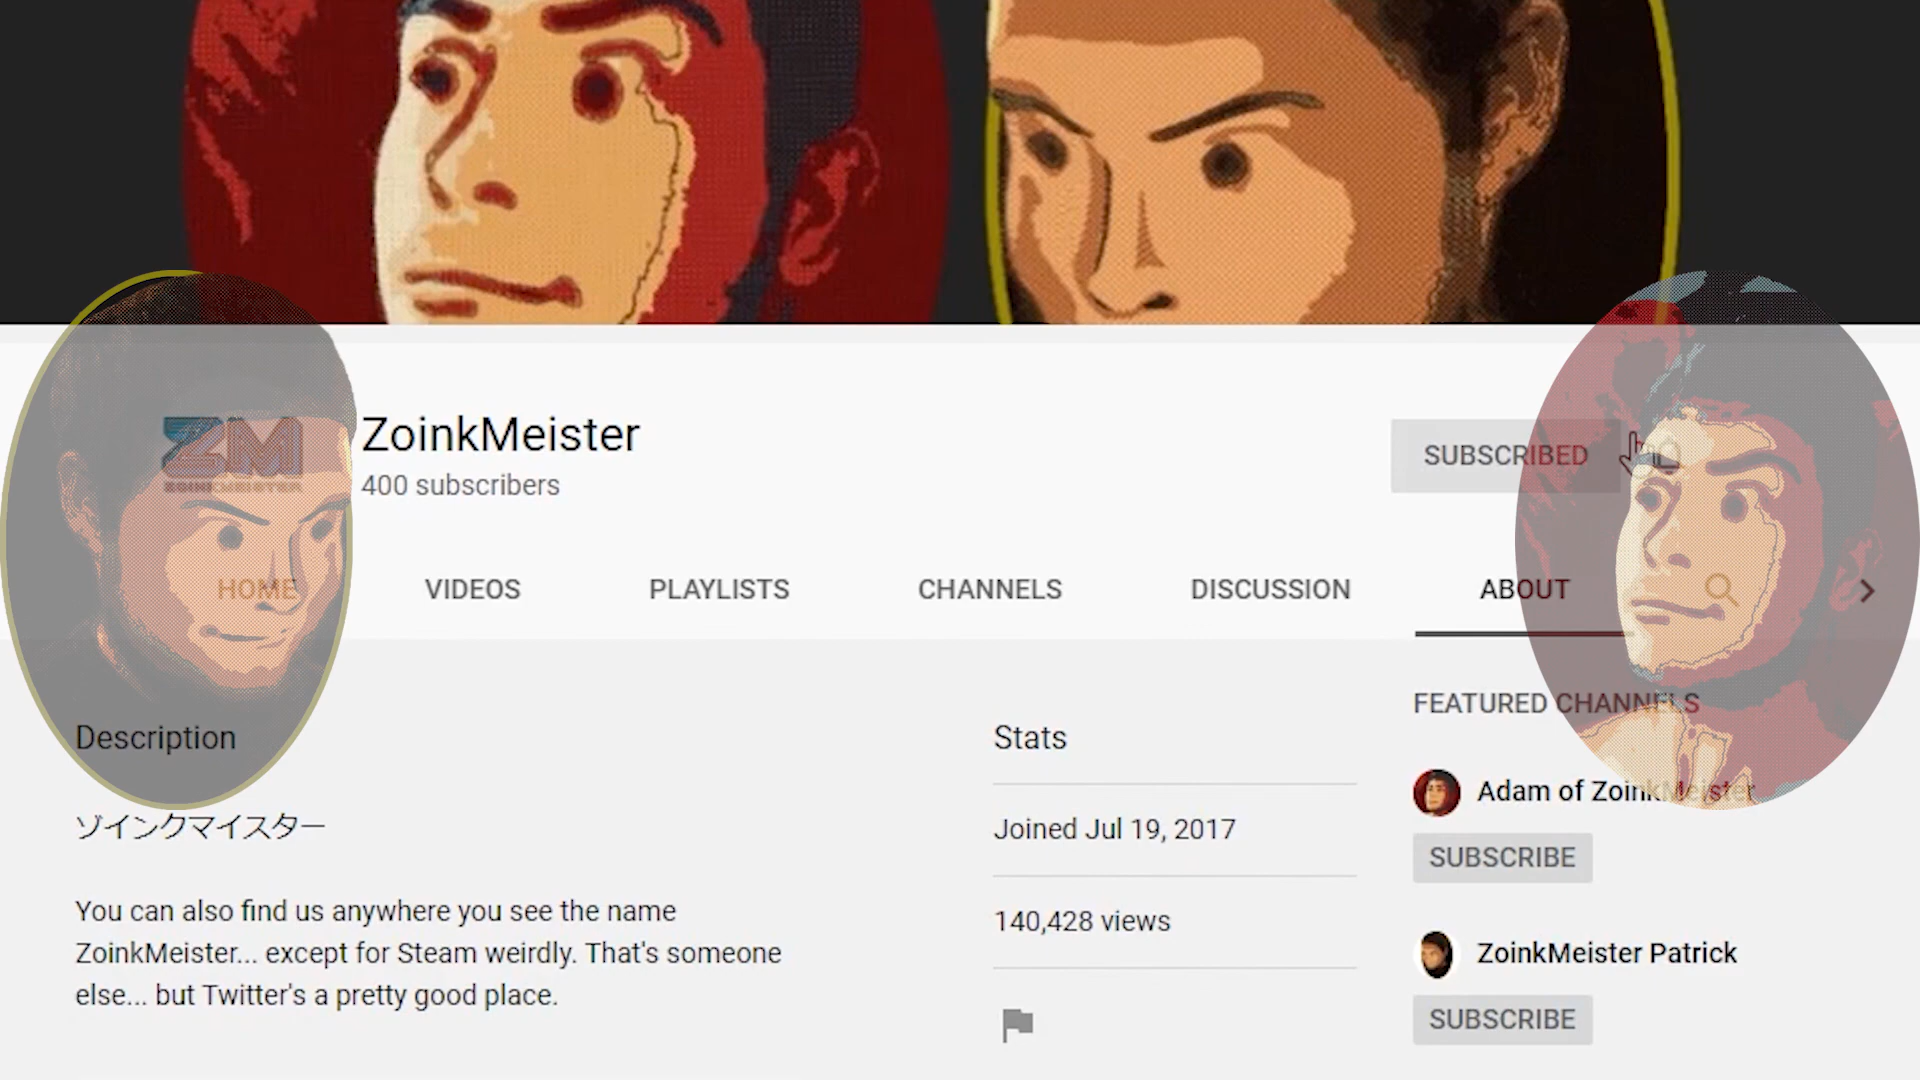 ZM
ZOINKMEISTER
ZoinkMeister
400 subscribers
SUBSCRIBED
HOME
VIDEOS
PLAYLISTS
CHANNELS
DISCUSSION
ABOUT
Description
ゾインクマイスター
You can also find us anywhere you see the name
ZoinkMeister... except for Steam weirdly. That's someone
else... but Twitter's a pretty good place.
Stats
Joined Jul 19, 2017
140,428 views
FEATURED CHANNELS
Adam of ZoinkMeister
SUBSCRIBE
ZoinkMeister Patrick
SUBSCRIBE